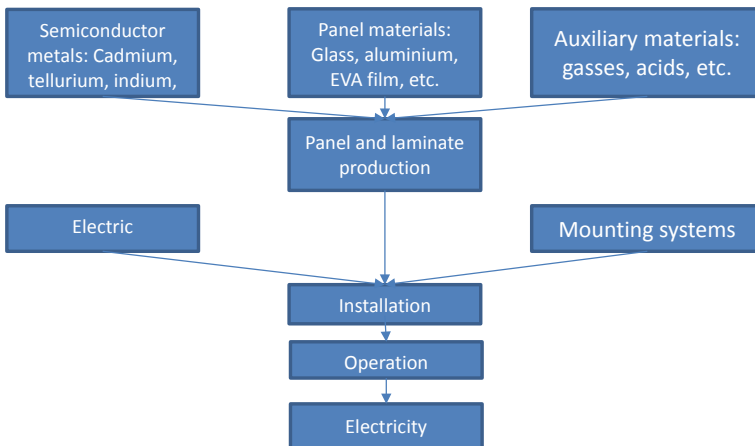 Semiconductor
metals: Cadmium,
tellurium, indium,
Panel materials:
Glass, aluminium,
EVA film, etc.
Auxiliary materials:
gasses, acids, etc.
Panel and laminate
production
Electric
Mounting systems
Installation
Operation
Electricity